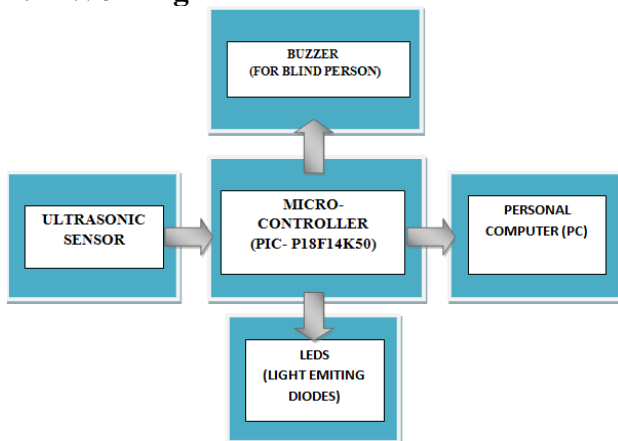 BUZZER
(FOR BLIND PERSON)
ULTRASONIC
SENSOR
MICRO-
CONTROLLER
(PIC- P18F14K50)
PERSONAL
COMPUTER (PC)
LEDS
(LIGHT EMITING
DIODES)